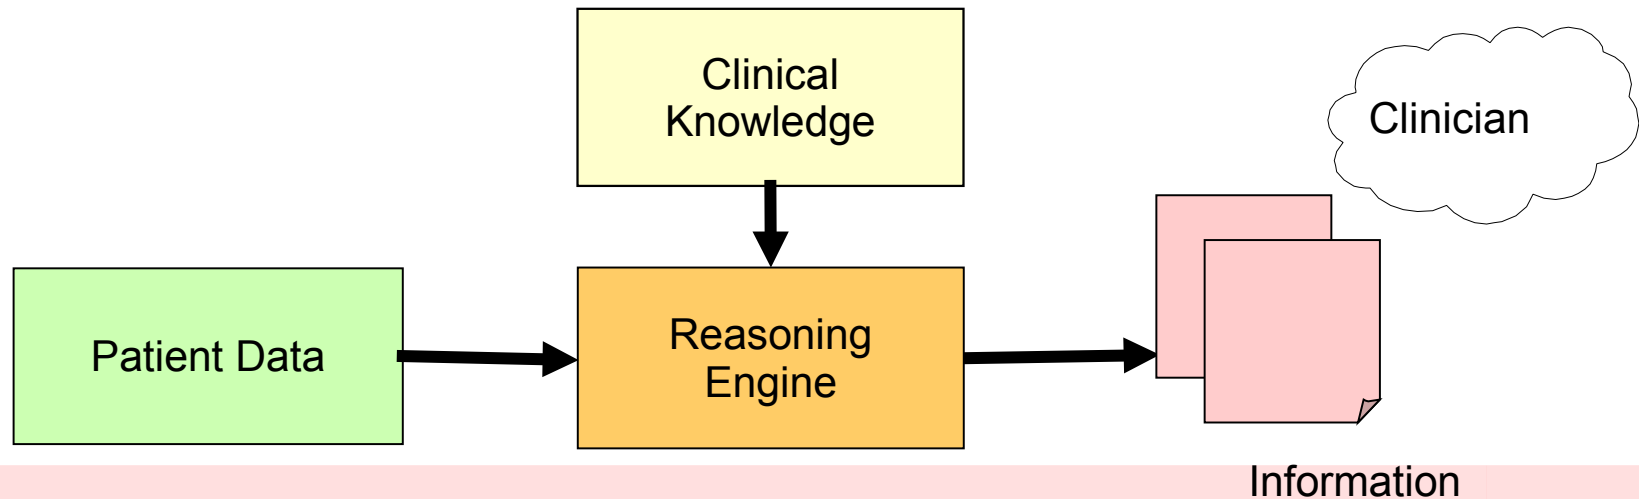 Clinical
Knowledge
Clinician
Patient Data
Reasoning
Engine
Information